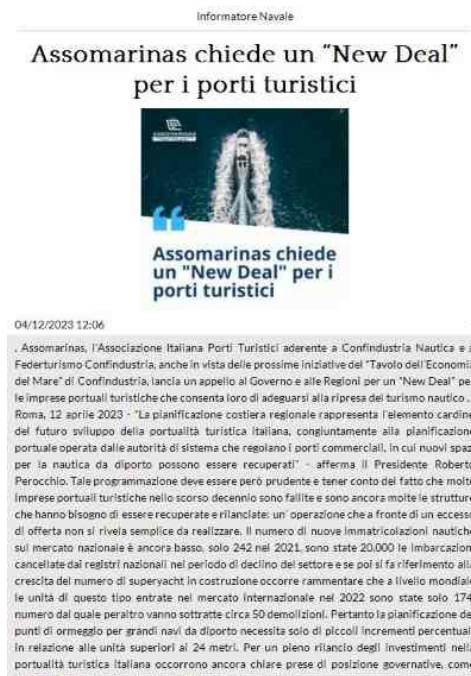 Informatore Navale
Assomarinas chiede un “New Deal”
per i porti turistici
Assomarinas chiede
un "New Deal" per i
porti turistici
04/12/2023 12:06
. Assomarinas, l'Associazione Italiana Porti Turistici aderente a Confindustria Nautica e a
Federturismo Confindustria, anche in vista delle prossime iniziative del "Tavolo dell'Economia
del Mare" di Confindustria, lancia un appello al Governo e alle Regioni per un "New Deal" pe
le imprese portuali turistiche che consenta loro di adeguarsi alla ripresa del turismo nautico .
Roma, 12 aprile 2023 - "La pianificazione costiera regionale rappresenta l'elemento cardine
del futuro sviluppo della portualità turistica italiana, congiuntamente alla pianificazione
portuale operata dalle autorità di sistema che regolano i porti commerciali, in cui nuovi spaz
per la nautica da diporto possono essere recuperati" - afferma il Presidente Roberto
Perocchio. Tale programmazione deve essere però prudente e tener conto del fatto che molte
imprese portuali turistiche nello scorso decennio sono fallite e sono ancora molte le strutture
che hanno bisogno di essere recuperate e rilanciate: un' operazione che a fronte di un eccesso
di offerta non si rivela semplice da realizzare. Il numero di nuove immatricolazioni nautiche
sul mercato nazionale è ancora basso, solo 242 nel 2021, sono state 20.000 le imbarcazion
cancellate dai registri nazionali nel periodo di declino del settore e se poi si fa riferimento alla
crescita del numero di superyacht in costruzione occorre rammentare che a livello mondiale
le unità di questo tipo entrate nel mercato internazionale nel 2022 sono state solo 174
numero dal quale peraltro vanno sottratte circa 50 demolizioni. Pertanto la pianificazione de
punti di ormeggio per grandi navi da diporto necessita solo di piccoli incrementi percentual
in relazione alle unità superiori ai 24 metri. Per un pieno rilancio degli investimenti nella
portualità turistica italiana occorrono ancora chiare prese di posizione governative, come